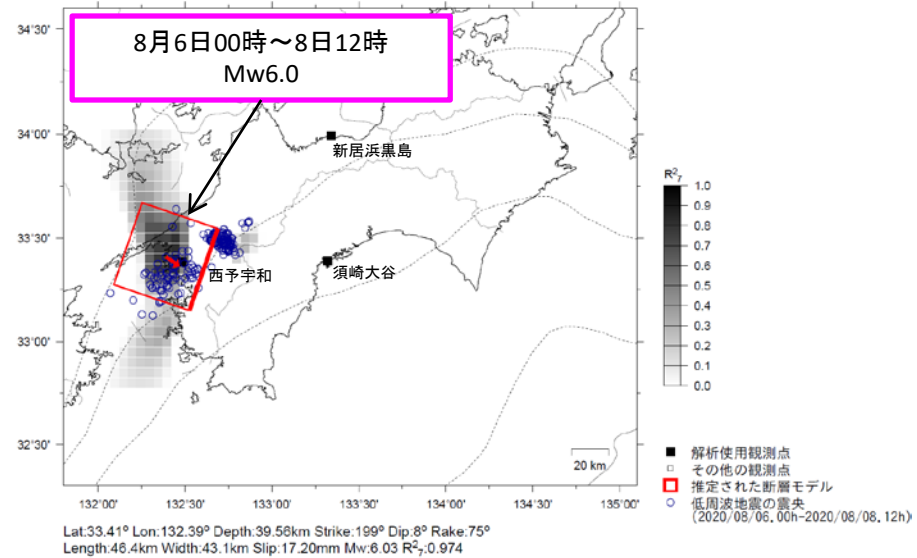 8月6日00時～8日12時
Mw6.0
34°30'
34°00'
33°30'
33°00'
32°30'
132°00'
132°30'
133°00'
133°30'
134°00'
134°30'
135°00'
新居浜黒島
西予宇和
須崎大谷
20 km
R²₇
1.0
0.9
0.8
0.7
0.6
0.5
0.4
0.3
0.2
0.1
0.0
解析使用観測点
その他の観測点
推定された断層モデル
低周波地震の震央
(2020/08/06.00h-2020/08/08.12h)
Lat:33.41° Lon:132.39° Depth:39.56km Strike:199° Dip:8° Rake:75°
Length:46.4km Width:43.1km Slip:17.20mm Mw:6.03 R²₇:0.974